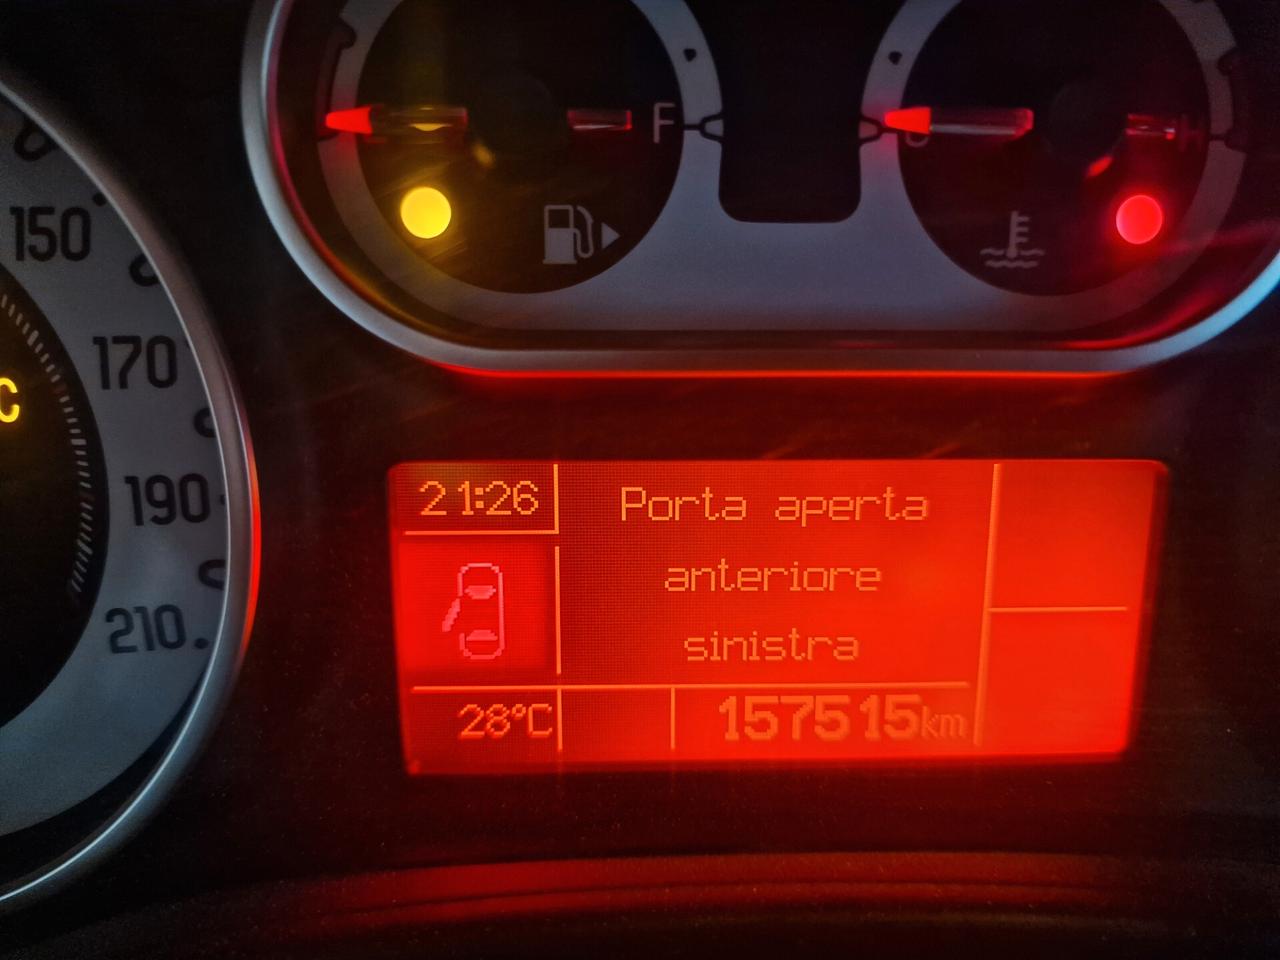 F
C
H
150
170
190
210
C
21:26
Porta aperta
anteriore
sinistra
28°C
157515km